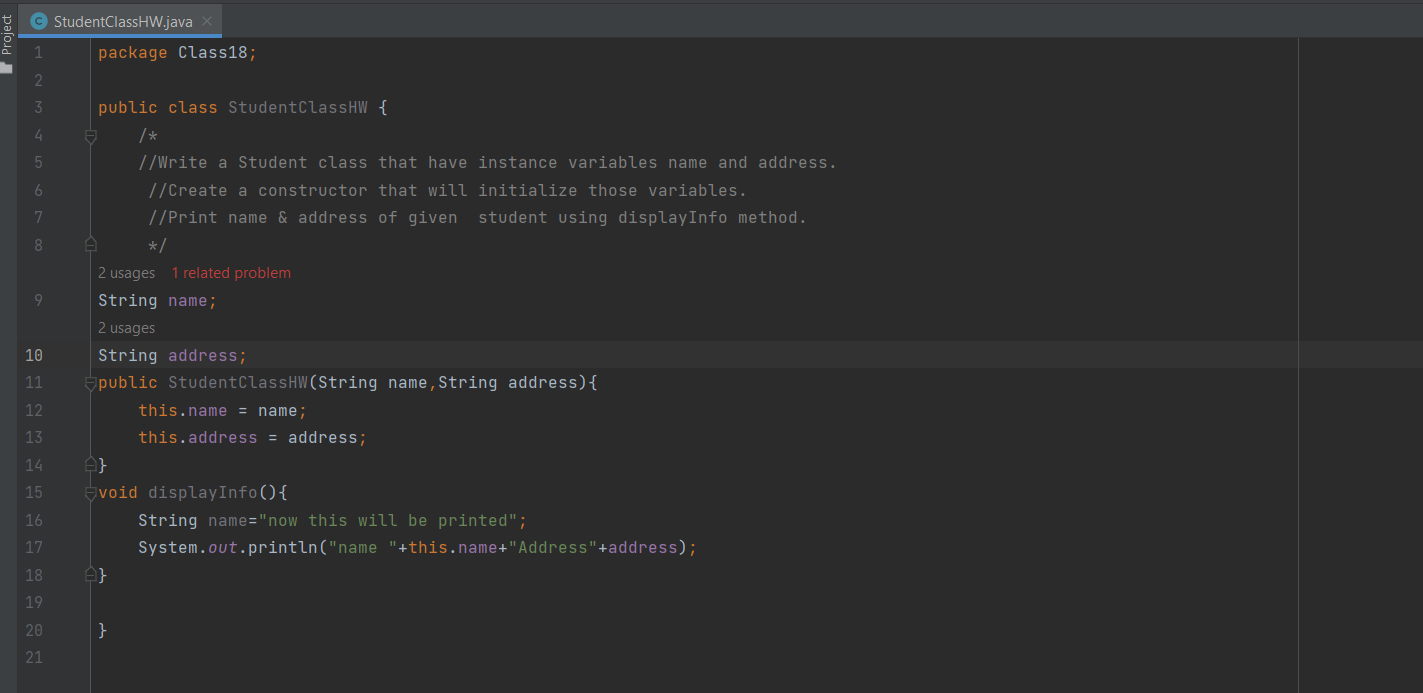 Project
StudentClassHW.java
1 package Class18;
2
3 public class StudentClassHW {
4 /*
5 //Write a Student class that have instance variables name and address.
6 //Create a constructor that will initialize those variables.
7 //Print name & address of given  student using displayInfo method.
8 */
2 usages 1 related problem
9 String name;
2 usages
10 String address;
11 public StudentClassHW(String name,String address){
12 this.name = name;
13 this.address = address;
14 }
15 void displayInfo(){
16 String name="now this will be printed";
17 System.out.println("name "+this.name+"Address"+address);
18 }
19
20 }
21